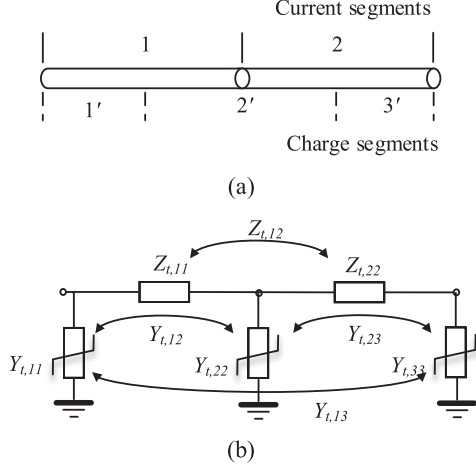 Current segments
1 2
1′ 2′ 3′
Charge segments
(a)
Z_{t,12}
Z_{t,11} Z_{t,22}
Y_{t,12} Y_{t,23}
Y_{t,11} Y_{t,22} Y_{t,33}
Y_{t,13}
(b)